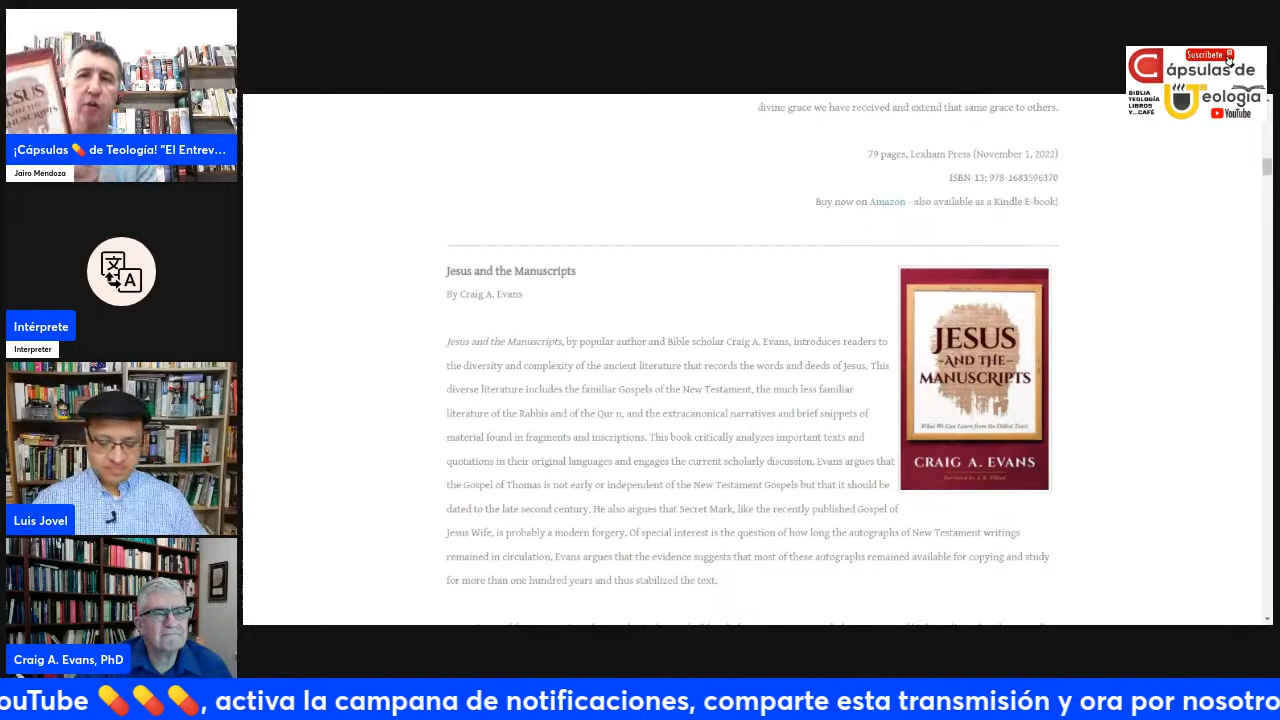 JESUS
AND THE
MANUSCRIPTS
¡Cápsulas 💊 de Teología! "El Entrev…
Jairo Mendoza
文
A
Intérprete
Interpreter
Luis Jovel
Craig A. Evans, PhD
Suscríbete
Cápsulas de
Teología
BIBLIA
TEOLOGÍA
LIBROS
Y...CAFÉ
YouTube
divine grace we have received and extend that same grace to others.
79 pages, Lexham Press (November 1, 2022)
ISBN-13: 978-1683596370
Buy now on Amazon - also available as a Kindle E-book!
Jesus and the Manuscripts
By Craig A. Evans
Jesus and the Manuscripts, by popular author and Bible scholar Craig A. Evans, introduces readers to
the diversity and complexity of the ancient literature that records the words and deeds of Jesus. This
diverse literature includes the familiar Gospels of the New Testament, the much less familiar
literature of the Rabbis and of the Qur n, and the extracanonical narratives and brief snippets of
material found in fragments and inscriptions. This book critically analyzes important texts and
quotations in their original languages and engages the current scholarly discussion. Evans argues that
the Gospel of Thomas is not early or independent of the New Testament Gospels but that it should be
dated to the late second century. He also argues that Secret Mark, like the recently published Gospel of
Jesus Wife, is probably a modern forgery. Of special interest is the question of how long the autographs of New Testament writings
remained in circulation. Evans argues that the evidence suggests that most of these autographs remained available for copying and study
for more than one hundred years and thus stabilized the text.
JESUS
AND THE
MANUSCRIPTS
What We Can Learn from the Oldest Texts
CRAIG A. EVANS
Foreword by J. K. Elliott
ouTube 💊💊💊, activa la campana de notificaciones, comparte esta transmisión y ora por nosotro